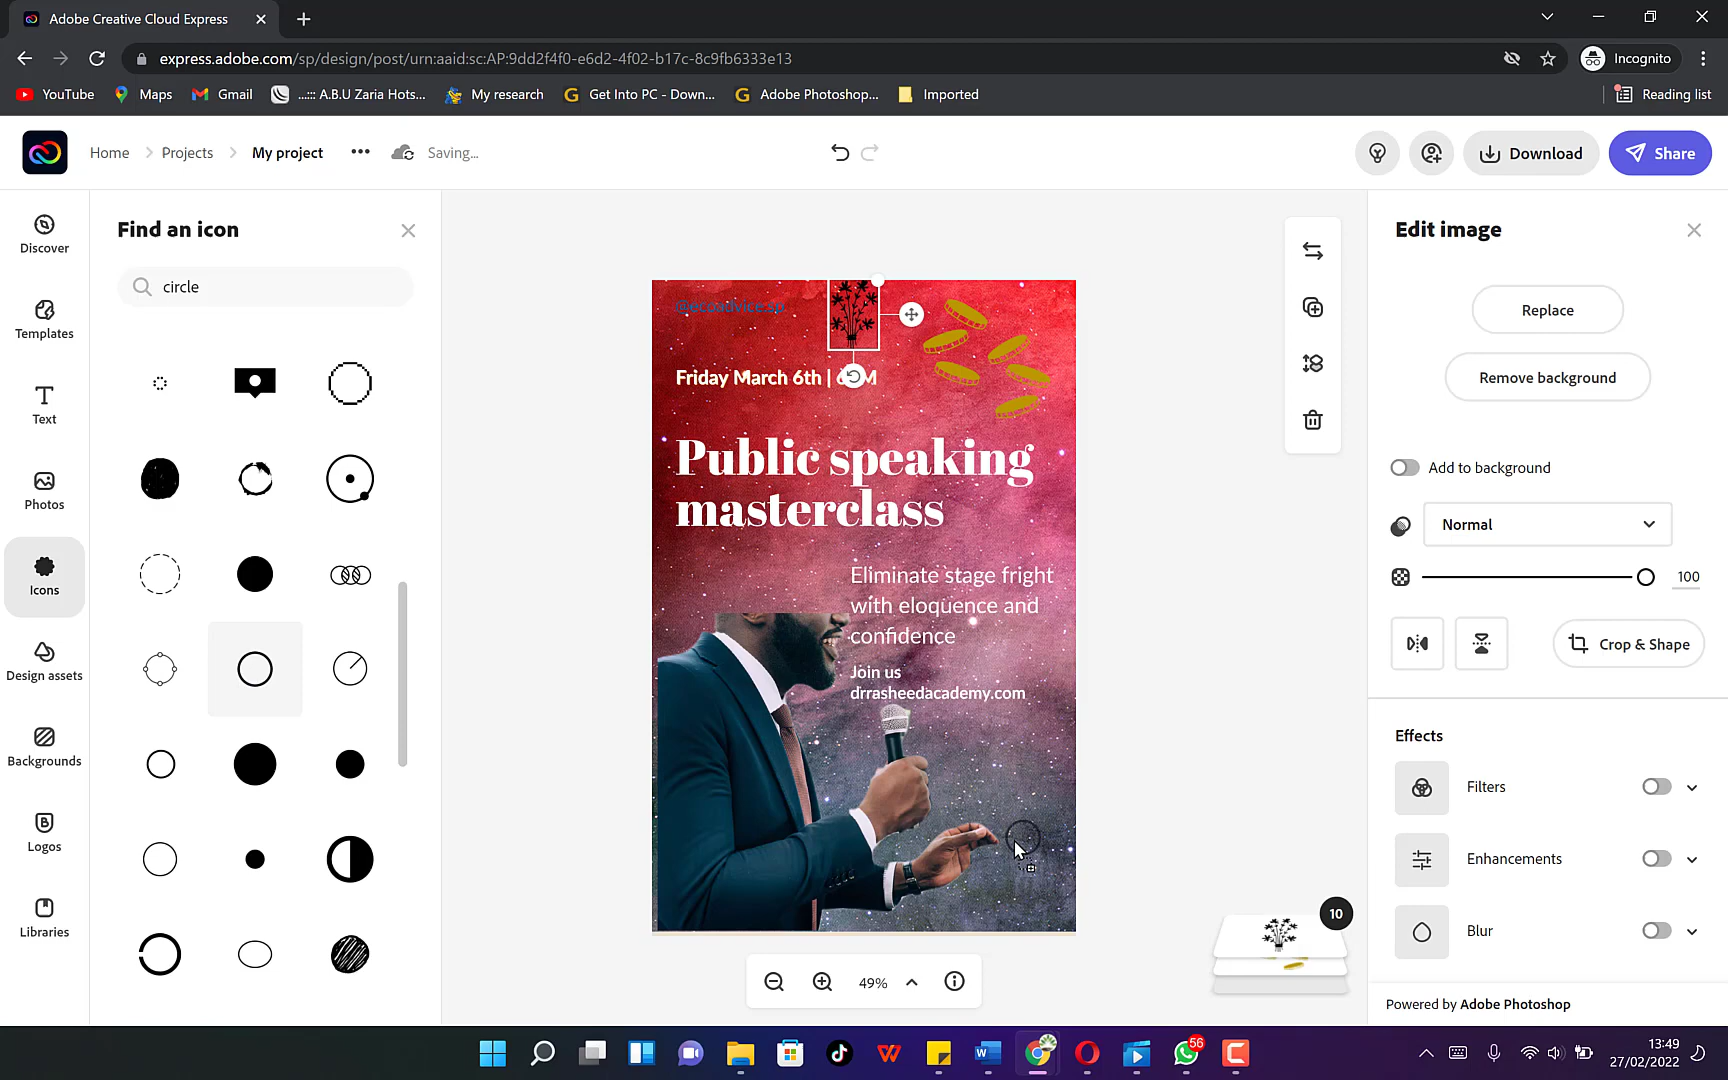 Adobe Creative Cloud Express
express.adobe.com/sp/design/post/urn:aaid:sc:AP:9dd2f4f0-e6d2-4f02-b17c-8c9fb6333e13
Incognito
YouTube
Maps
Gmail
...::: A.B.U Zaria Hots...
My research
Get Into PC - Down...
Adobe Photoshop...
Imported
Reading list
Home
Projects
My project
Saving...
Download
Share
Discover
Templates
Text
Photos
Icons
Design assets
Backgrounds
Logos
Libraries
Find an icon
circle
@ecoadvice.sp
Friday March 6th | 6 M
Public speaking
masterclass
Eliminate stage fright
with eloquence and
confidence
Join us
drrasheedacademy.com
49%
10
Edit image
Replace
Remove background
Add to background
Normal
100
Crop & Shape
Effects
Filters
Enhancements
Blur
Powered by Adobe Photoshop
56
13:49
27/02/2022